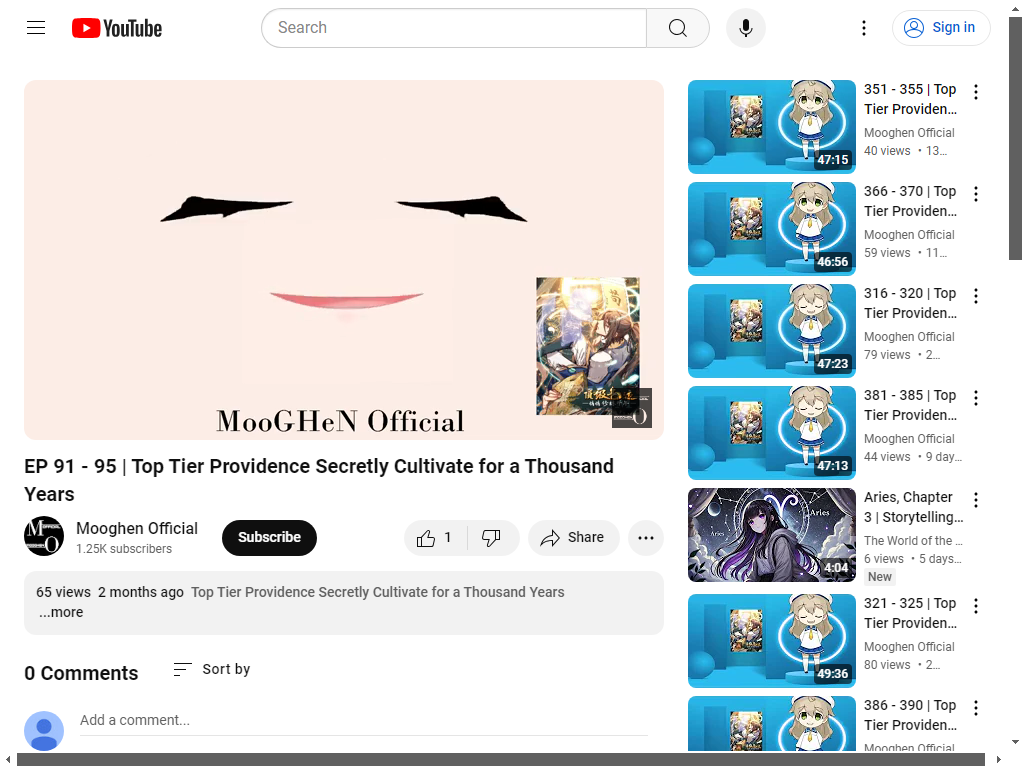 YouTube
Search
Sign in
MooGHeN Official
EP 91 - 95 | Top Tier Providence Secretly Cultivate for a Thousand
Years
Mooghen Official
1.25K subscribers
Subscribe
1
Share
65 views 2 months ago Top Tier Providence Secretly Cultivate for a Thousand Years
...more
0 Comments
Sort by
Add a comment...
47:15
351 - 355 | Top
Tier Providen...
Mooghen Official
40 views • 13...
46:56
366 - 370 | Top
Tier Providen...
Mooghen Official
59 views • 11...
47:23
316 - 320 | Top
Tier Providen...
Mooghen Official
79 views • 2...
47:13
381 - 385 | Top
Tier Providen...
Mooghen Official
44 views • 9 day...
Aries
Aries
4:04
Aries, Chapter
3 | Storytelling...
The World of the ...
6 views • 5 days...
New
49:36
321 - 325 | Top
Tier Providen...
Mooghen Official
80 views • 2...
386 - 390 | Top
Tier Providen...
Mooghen Official